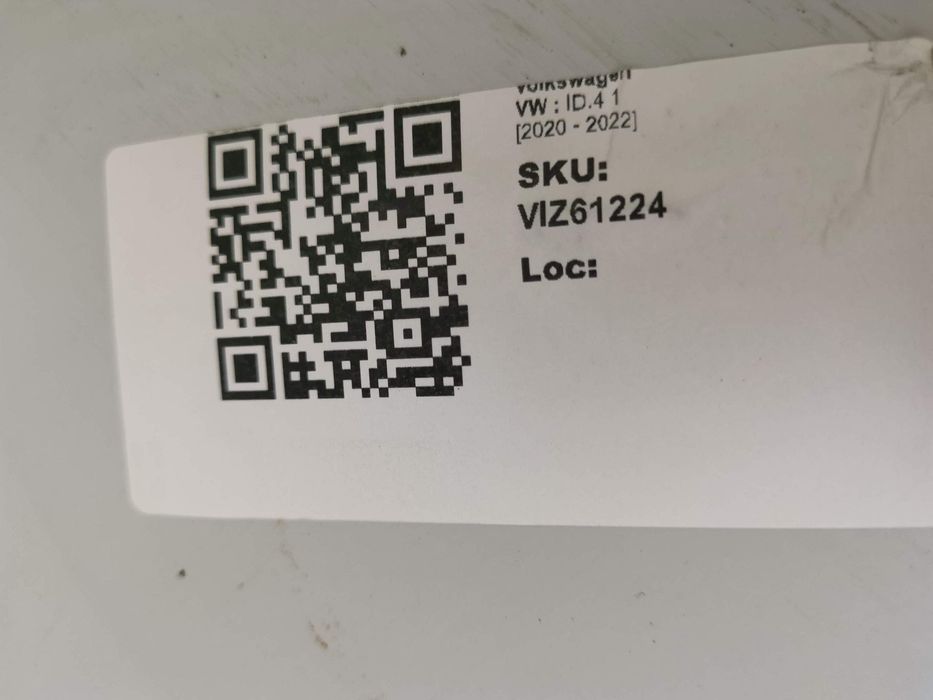 Volkswagen
VW : ID.4 1
[2020 - 2022]
SKU:
VIZ61224
Loc: